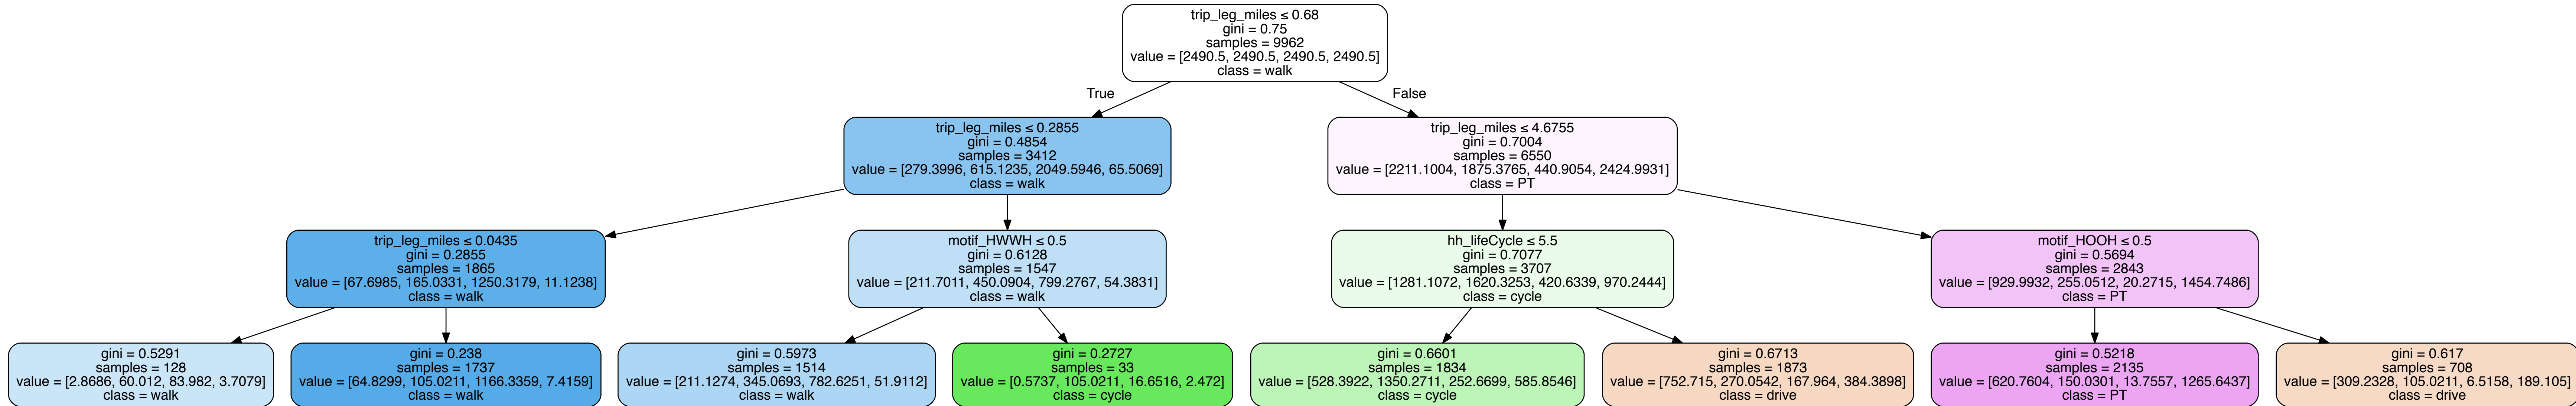 trip_leg_miles ≤ 0.68
gini = 0.75
samples = 9962
value = [2490.5, 2490.5, 2490.5, 2490.5]
class = walk
True
False
trip_leg_miles ≤ 0.2855
gini = 0.4854
samples = 3412
value = [279.3996, 615.1235, 2049.5946, 65.5069]
class = walk
trip_leg_miles ≤ 4.6755
gini = 0.7004
samples = 6550
value = [2211.1004, 1875.3765, 440.9054, 2424.9931]
class = PT
trip_leg_miles ≤ 0.0435
gini = 0.2855
samples = 1865
value = [67.6985, 165.0331, 1250.3179, 11.1238]
class = walk
motif_HWWH ≤ 0.5
gini = 0.6128
samples = 1547
value = [211.7011, 450.0904, 799.2767, 54.3831]
class = walk
hh_lifeCycle ≤ 5.5
gini = 0.7077
samples = 3707
value = [1281.1072, 1620.3253, 420.6339, 970.2444]
class = cycle
motif_HOOH ≤ 0.5
gini = 0.5694
samples = 2843
value = [929.9932, 255.0512, 20.2715, 1454.7486]
class = PT
gini = 0.5291
samples = 128
value = [2.8686, 60.012, 83.982, 3.7079]
class = walk
gini = 0.238
samples = 1737
value = [64.8299, 105.0211, 1166.3359, 7.4159]
class = walk
gini = 0.5973
samples = 1514
value = [211.1274, 345.0693, 782.6251, 51.9112]
class = walk
gini = 0.2727
samples = 33
value = [0.5737, 105.0211, 16.6516, 2.472]
class = cycle
gini = 0.6601
samples = 1834
value = [528.3922, 1350.2711, 252.6699, 585.8546]
class = cycle
gini = 0.6713
samples = 1873
value = [752.715, 270.0542, 167.964, 384.3898]
class = drive
gini = 0.5218
samples = 2135
value = [620.7604, 150.0301, 13.7557, 1265.6437]
class = PT
gini = 0.617
samples = 708
value = [309.2328, 105.0211, 6.5158, 189.105]
class = drive